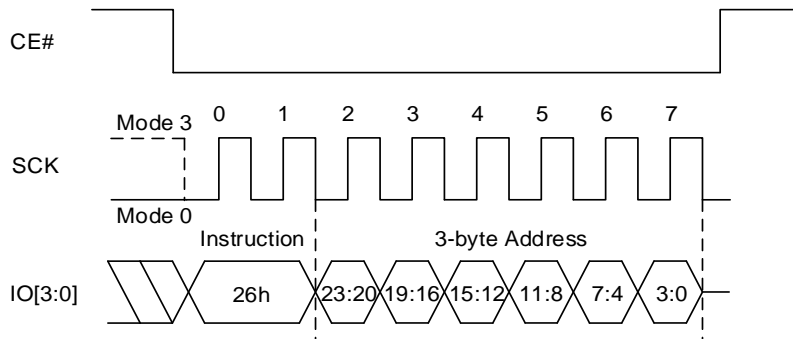 CE#
0 1 2 3 4 5 6 7
Mode 3
SCK
Mode 0
Instruction 3-byte Address
IO[3:0] 26h 23:20 19:16 15:12 11:8 7:4 3:0